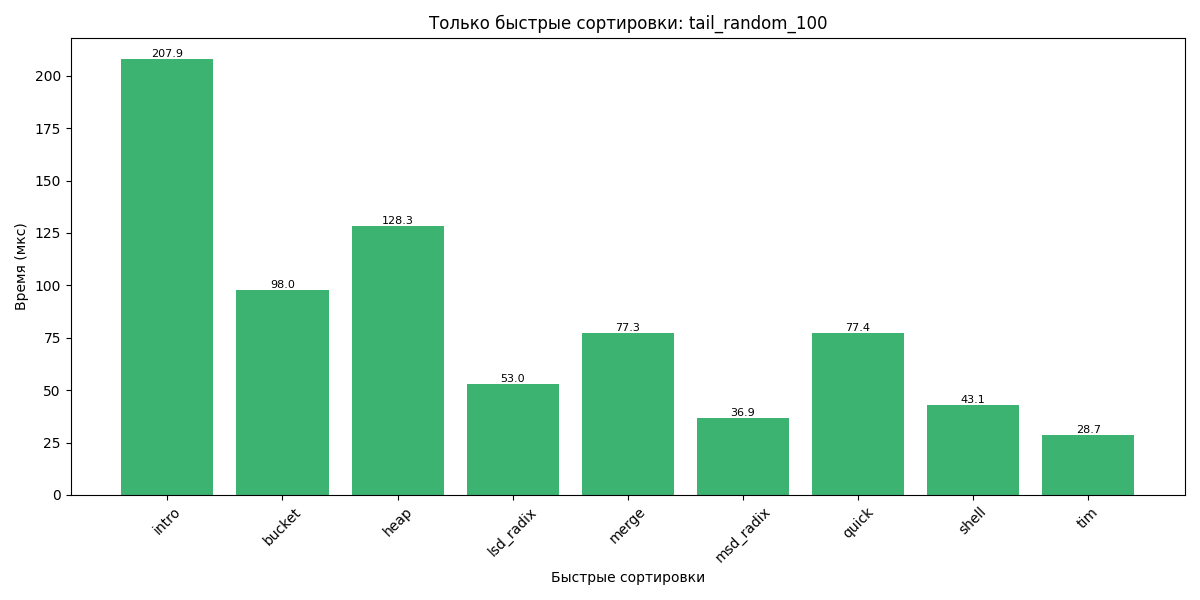 Только быстрые сортировки: tail_random_100
Время (мкс)
200
175
150
125
100
75
50
25
0
207.9
98.0
128.3
53.0
77.3
36.9
77.4
43.1
28.7
intro
bucket
heap
lsd_radix
merge
msd_radix
quick
shell
tim
Быстрые сортировки